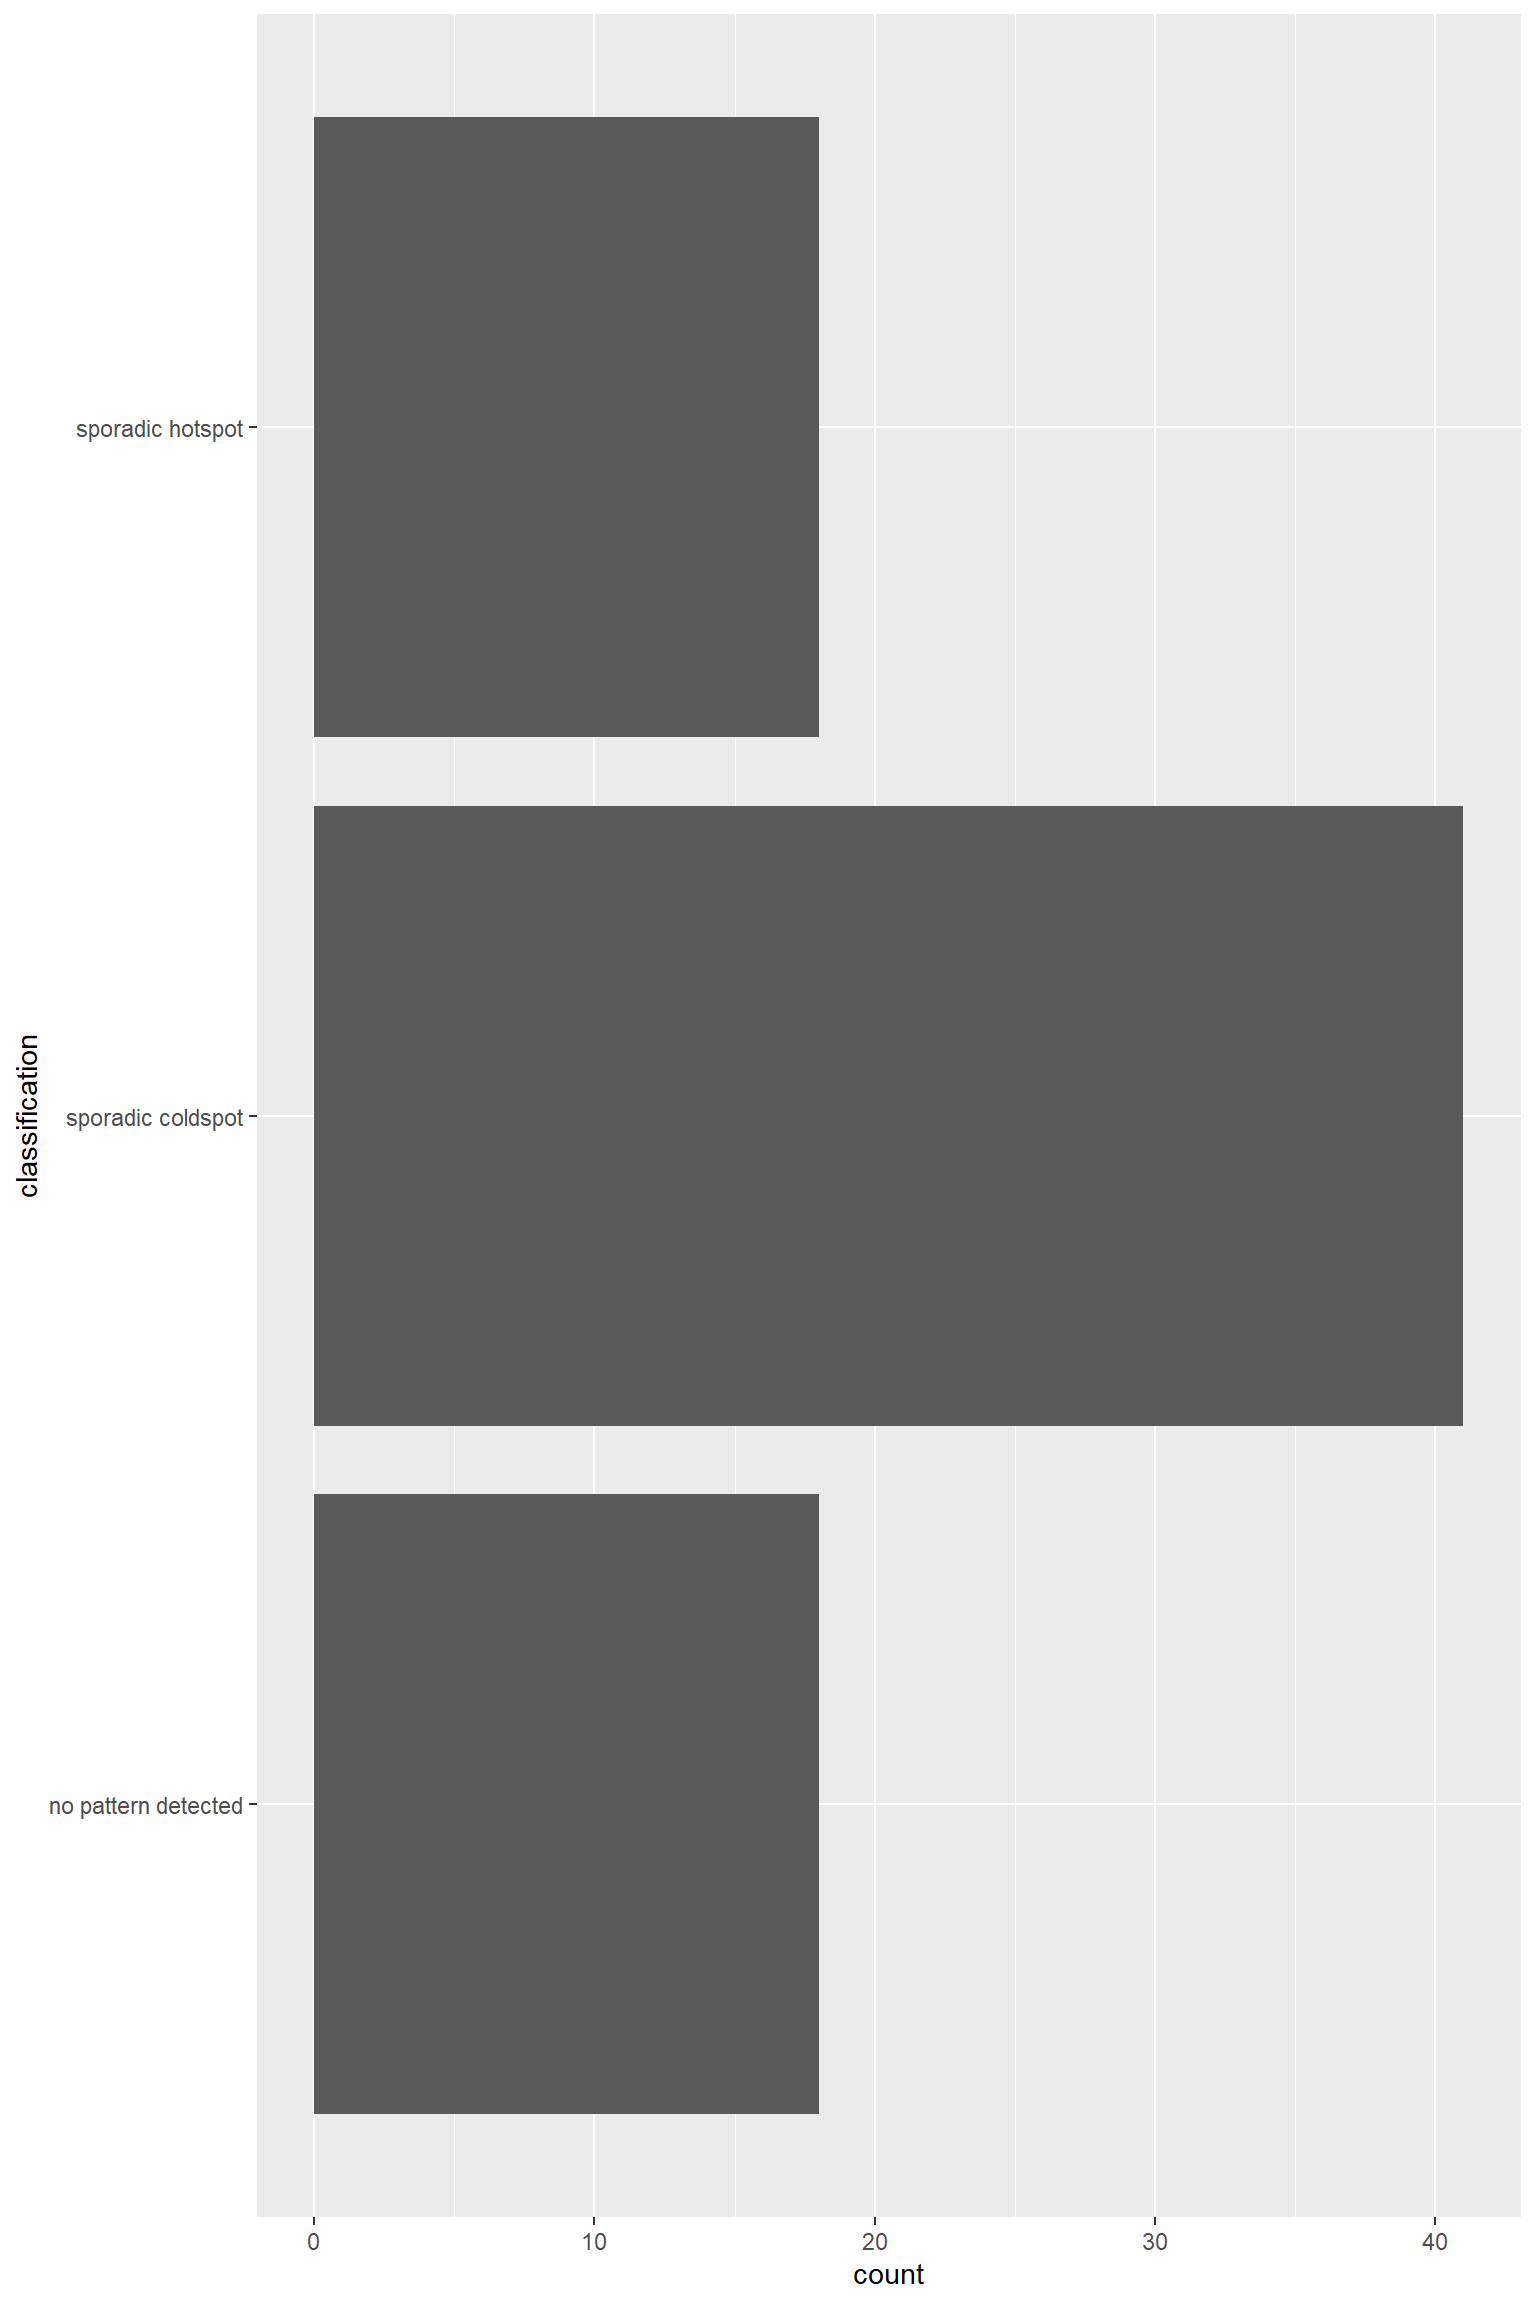 classification
sporadic hotspot
sporadic coldspot
no pattern detected
0 10 20 30 40
count